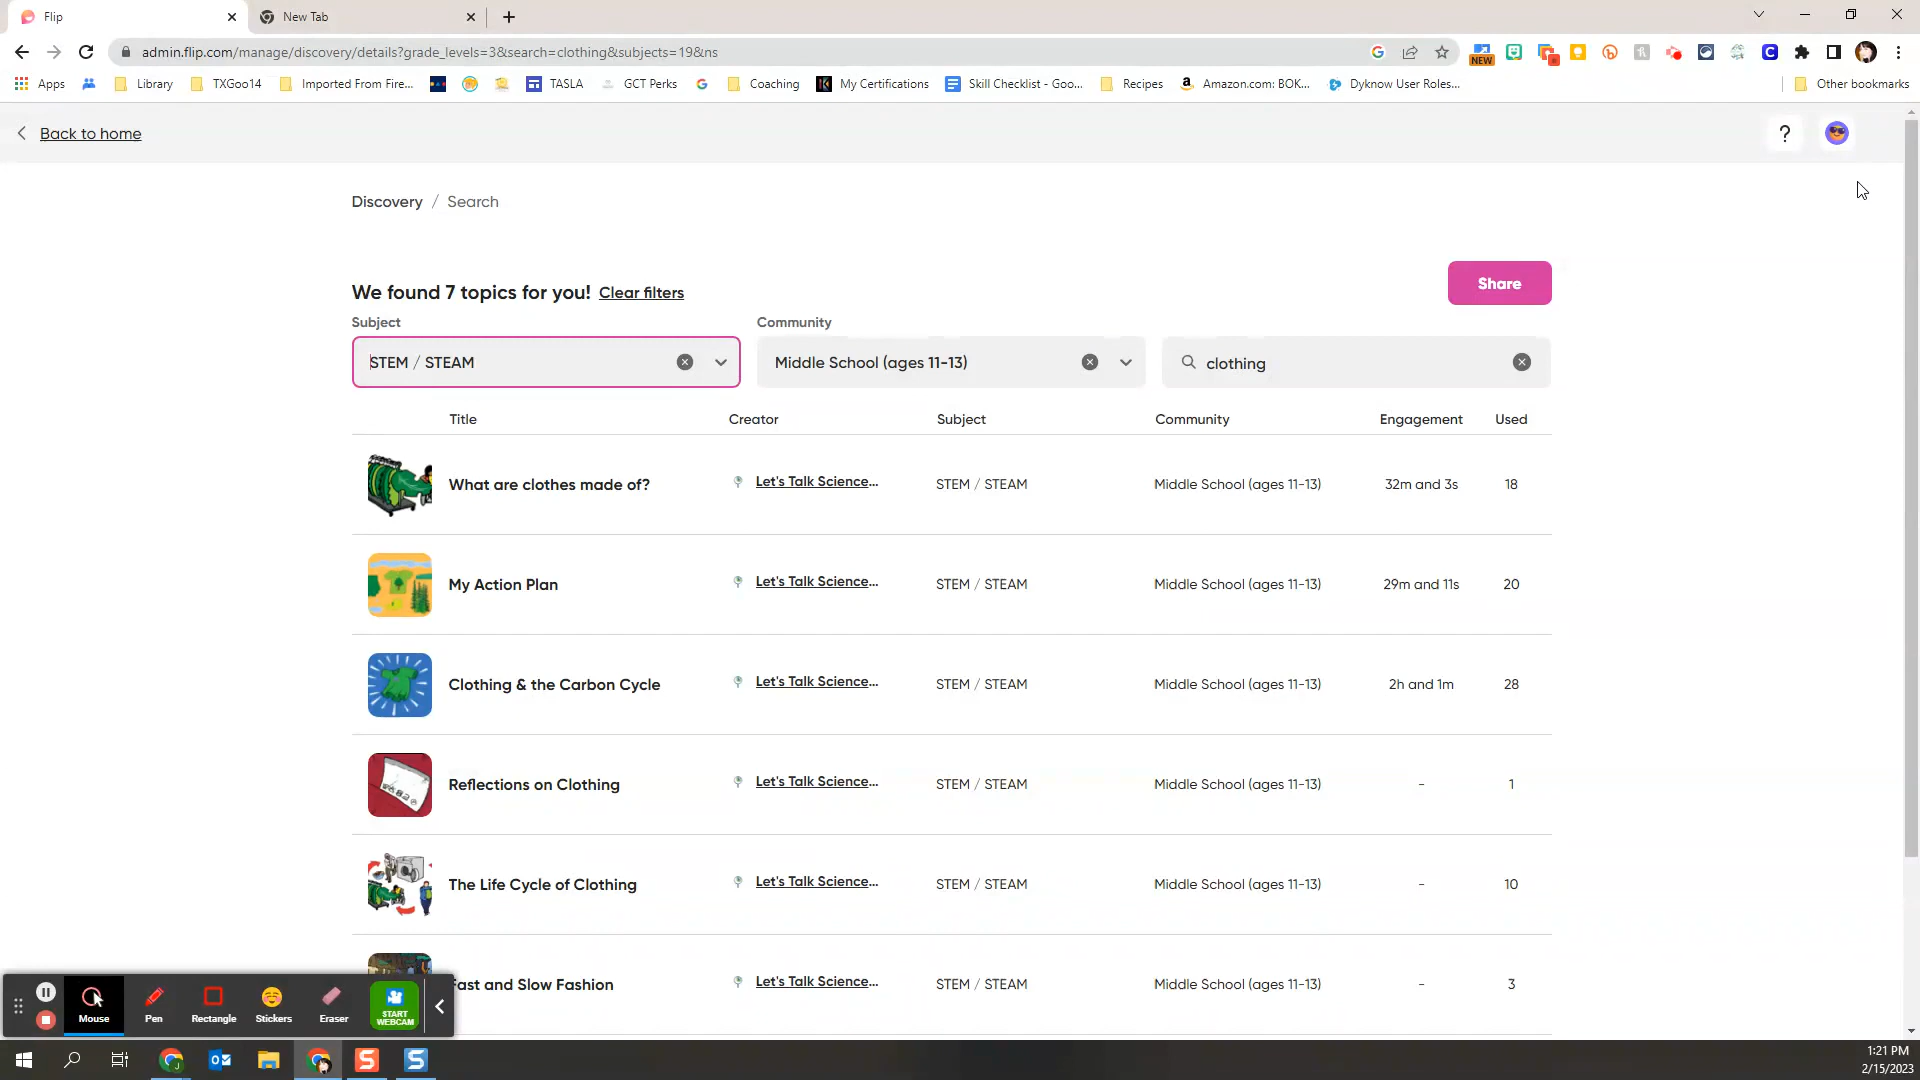 Flip
New Tab
admin.flip.com/manage/discovery/details?grade_levels=3&search=clothing&subjects=19&ns
NEW
Apps
Library
TXGoo14
Imported From Fire...
TASLA
GCT Perks
Coaching
My Certifications
Skill Checklist - Goo...
Recipes
Amazon.com: BOK...
Dyknow User Roles...
Other bookmarks
Back to home
?
Discovery / Search
We found 7 topics for you! Clear filters
Share
Subject
Community
STEM / STEAM
Middle School (ages 11-13)
clothing
Title Creator Subject Community Engagement Used
What are clothes made of? Let's Talk Science... STEM / STEAM Middle School (ages 11-13) 32m and 3s 18
My Action Plan Let's Talk Science... STEM / STEAM Middle School (ages 11-13) 29m and 11s 20
Clothing & the Carbon Cycle Let's Talk Science... STEM / STEAM Middle School (ages 11-13) 2h and 1m 28
Reflections on Clothing Let's Talk Science... STEM / STEAM Middle School (ages 11-13) - 1
The Life Cycle of Clothing Let's Talk Science... STEM / STEAM Middle School (ages 11-13) - 10
Fast and Slow Fashion Let's Talk Science... STEM / STEAM Middle School (ages 11-13) - 3
Mouse
Pen
Rectangle
Stickers
Eraser
START
WEBCAM
1:21 PM
2/15/2023